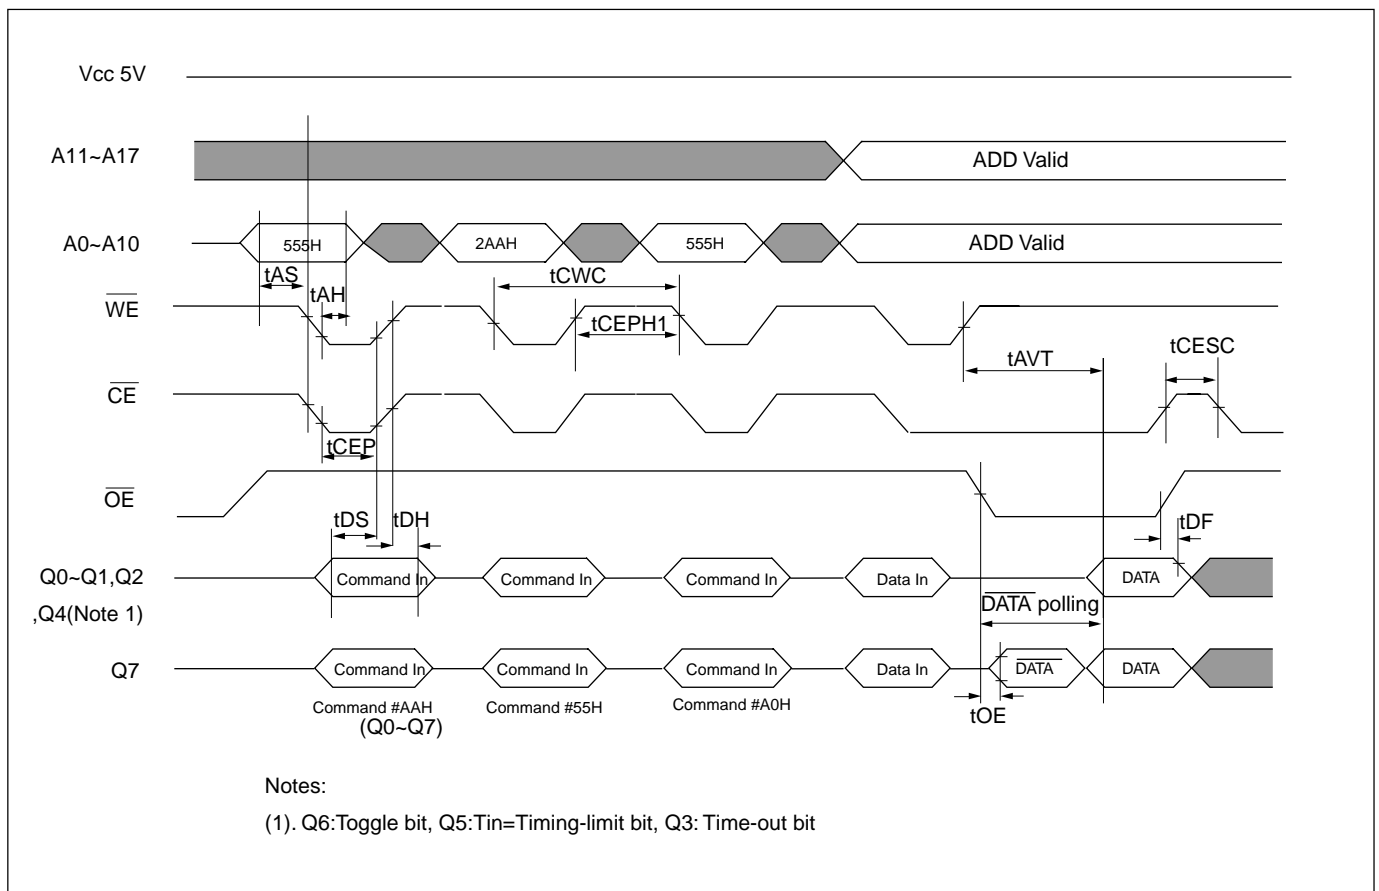 Vcc 5V
A11~A17
ADD Valid
A0~A10
555H
2AAH
555H
ADD Valid
tAS
tAH
tCWC
WE
tCEPH1
tAVT
tCESC
CE
tCEP
OE
tDS
tDH
tDF
Q0~Q1,Q2
,Q4(Note 1)
Command In
Command In
Command In
Data In
DATA
DATA polling
Q7
Command In
Command In
Command In
Data In
DATA
DATA
tOE
Command #AAH
Command #55H
Command #A0H
(Q0~Q7)
Notes:
(1). Q6:Toggle bit, Q5:Tin=Timing-limit bit, Q3: Time-out bit